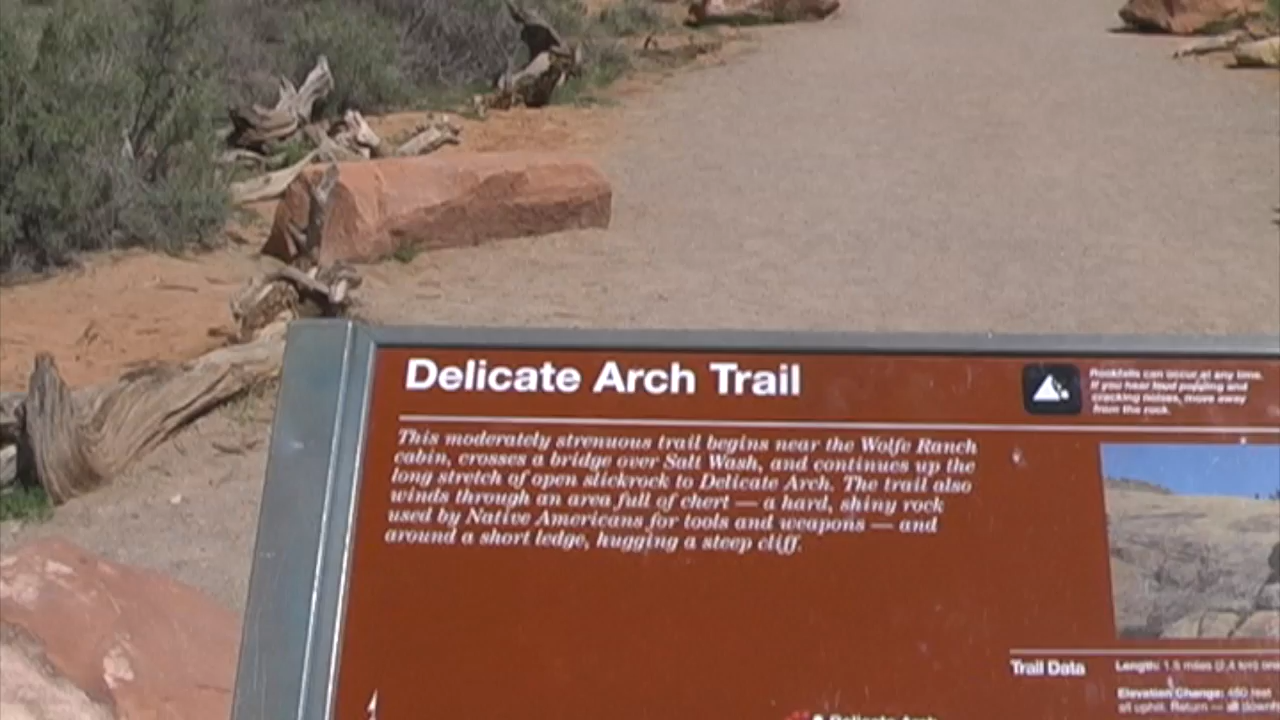 Delicate Arch Trail
Rockfalls can occur at any time.
If you hear loud popping and
cracking noises, move away
from the rock.
This moderately strenuous trail begins near the Wolfe Ranch
cabin, crosses a bridge over Salt Wash, and continues up the
long stretch of open slickrock to Delicate Arch. The trail also
winds through an area full of chert — a hard, shiny rock
used by Native Americans for tools and weapons — and
around a short ledge, hugging a steep cliff.
Trail Data
Length: 1.5 miles (2.4 km) one
Elevation Change: 480 feet
all uphill. Return — all downh
Delicate Arch